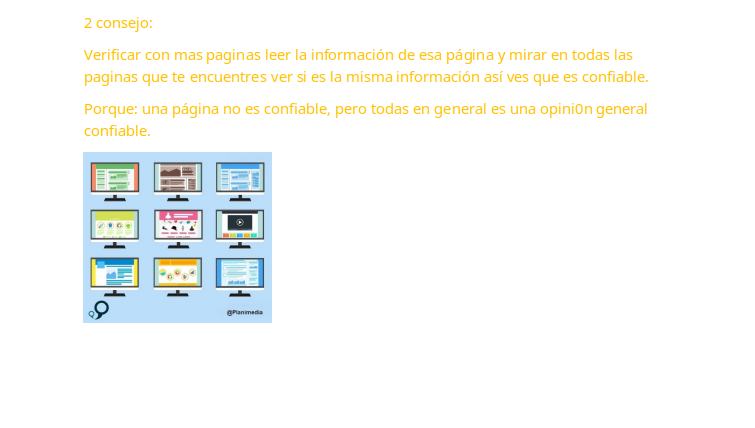 2 consejo:
Verificar con mas paginas leer la información de esa página y mirar en todas las
paginas que te encuentres ver si es la misma información así ves que es confiable.
Porque: una página no es confiable, pero todas en general es una opini0n general
confiable.
@Planimedia